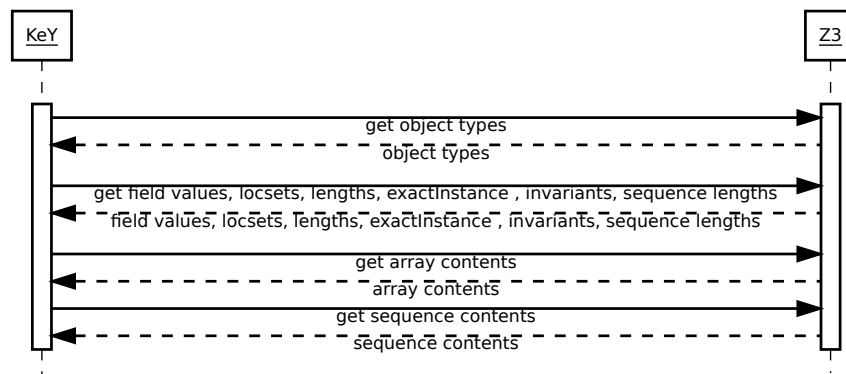 KeY
Z3
get object types
object types
get field values, locsets, lengths, exactInstance , invariants, sequence lengths
field values, locsets, lengths, exactInstance , invariants, sequence lengths
get array contents
array contents
get sequence contents
sequence contents